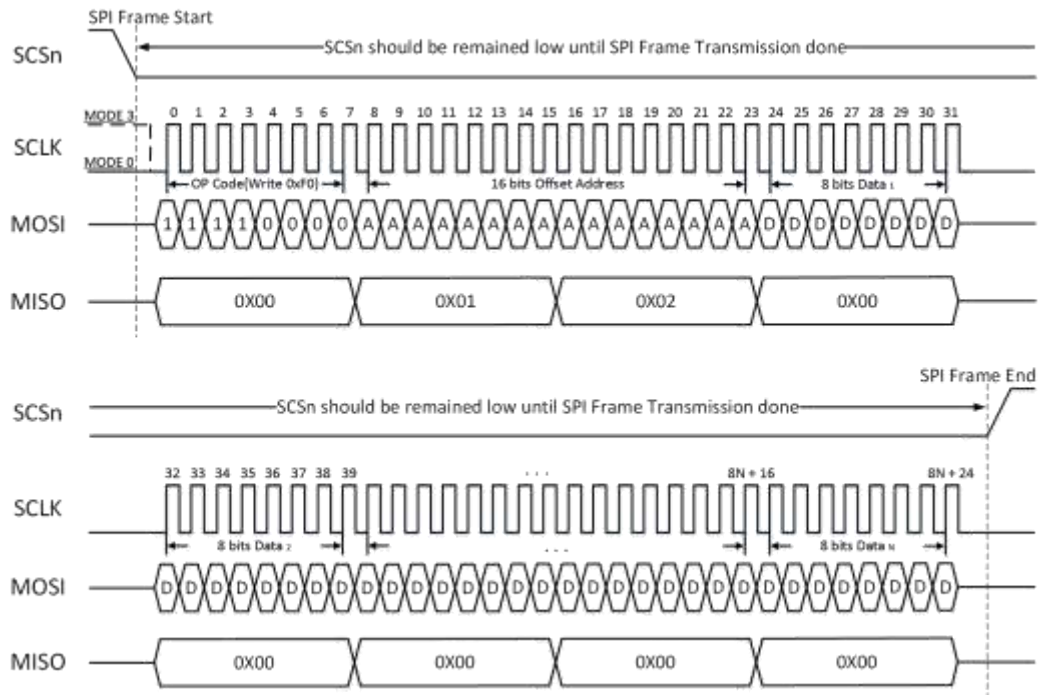 SPI Frame Start
SCSn
SCSn should be remained low until SPI Frame Transmission done
0 1 2 3 4 5 6 7 8 9 10 11 12 13 14 15 16 17 18 19 20 21 22 23 24 25 26 27 28 29 30 31
MODE 3
SCLK
MODE 0
OP Code(Write 0xF0) 16 bits Offset Address 8 bits Data 1
MOSI 1 1 1 1 0 0 0 0 A A A A A A A A A A A A A A A A D D D D D D D D
MISO 0X00 0X01 0X02 0X00
SPI Frame End
SCSn
SCSn should be remained low until SPI Frame Transmission done
32 33 34 35 36 37 38 39 . . . 8N + 16 8N + 24
SCLK
8 bits Data 2 . . . 8 bits Data N
MOSI D D D D D D D D D D D D D D D D D D D D D D D D D D D D D D D D
MISO 0X00 0X00 0X00 0X00